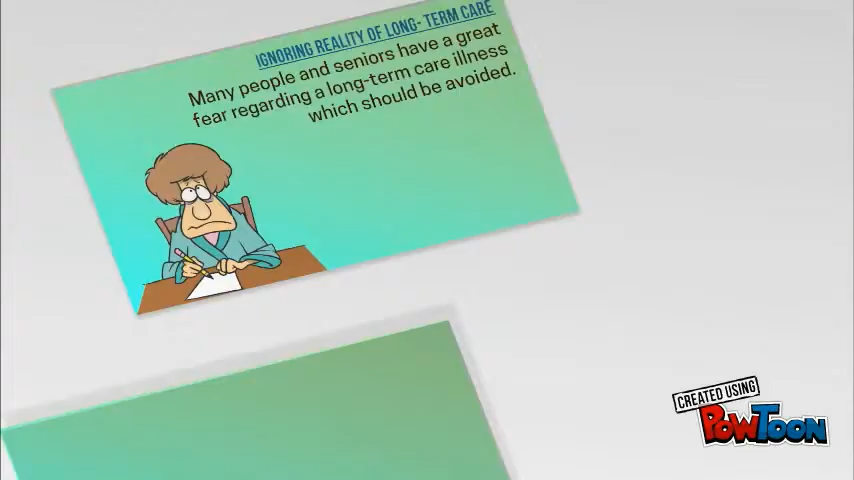 IGNORING REALITY OF LONG- TERM CARE
Many people and seniors have a great
fear regarding a long-term care illness
which should be avoided.
CREATED USING
POWTOON